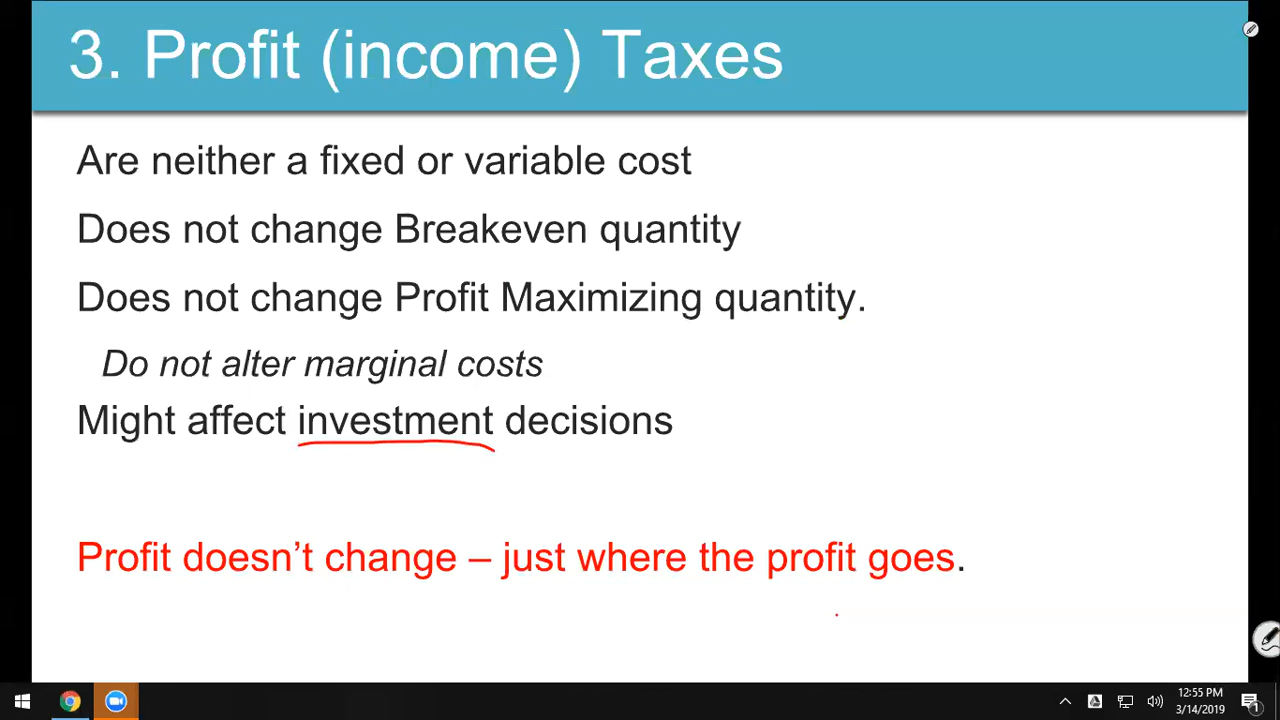 3. Profit (income) Taxes
Are neither a fixed or variable cost
Does not change Breakeven quantity
Does not change Profit Maximizing quantity.
Do not alter marginal costs
Might affect investment decisions
Profit doesn’t change – just where the profit goes.
12:55 PM
3/14/2019
1